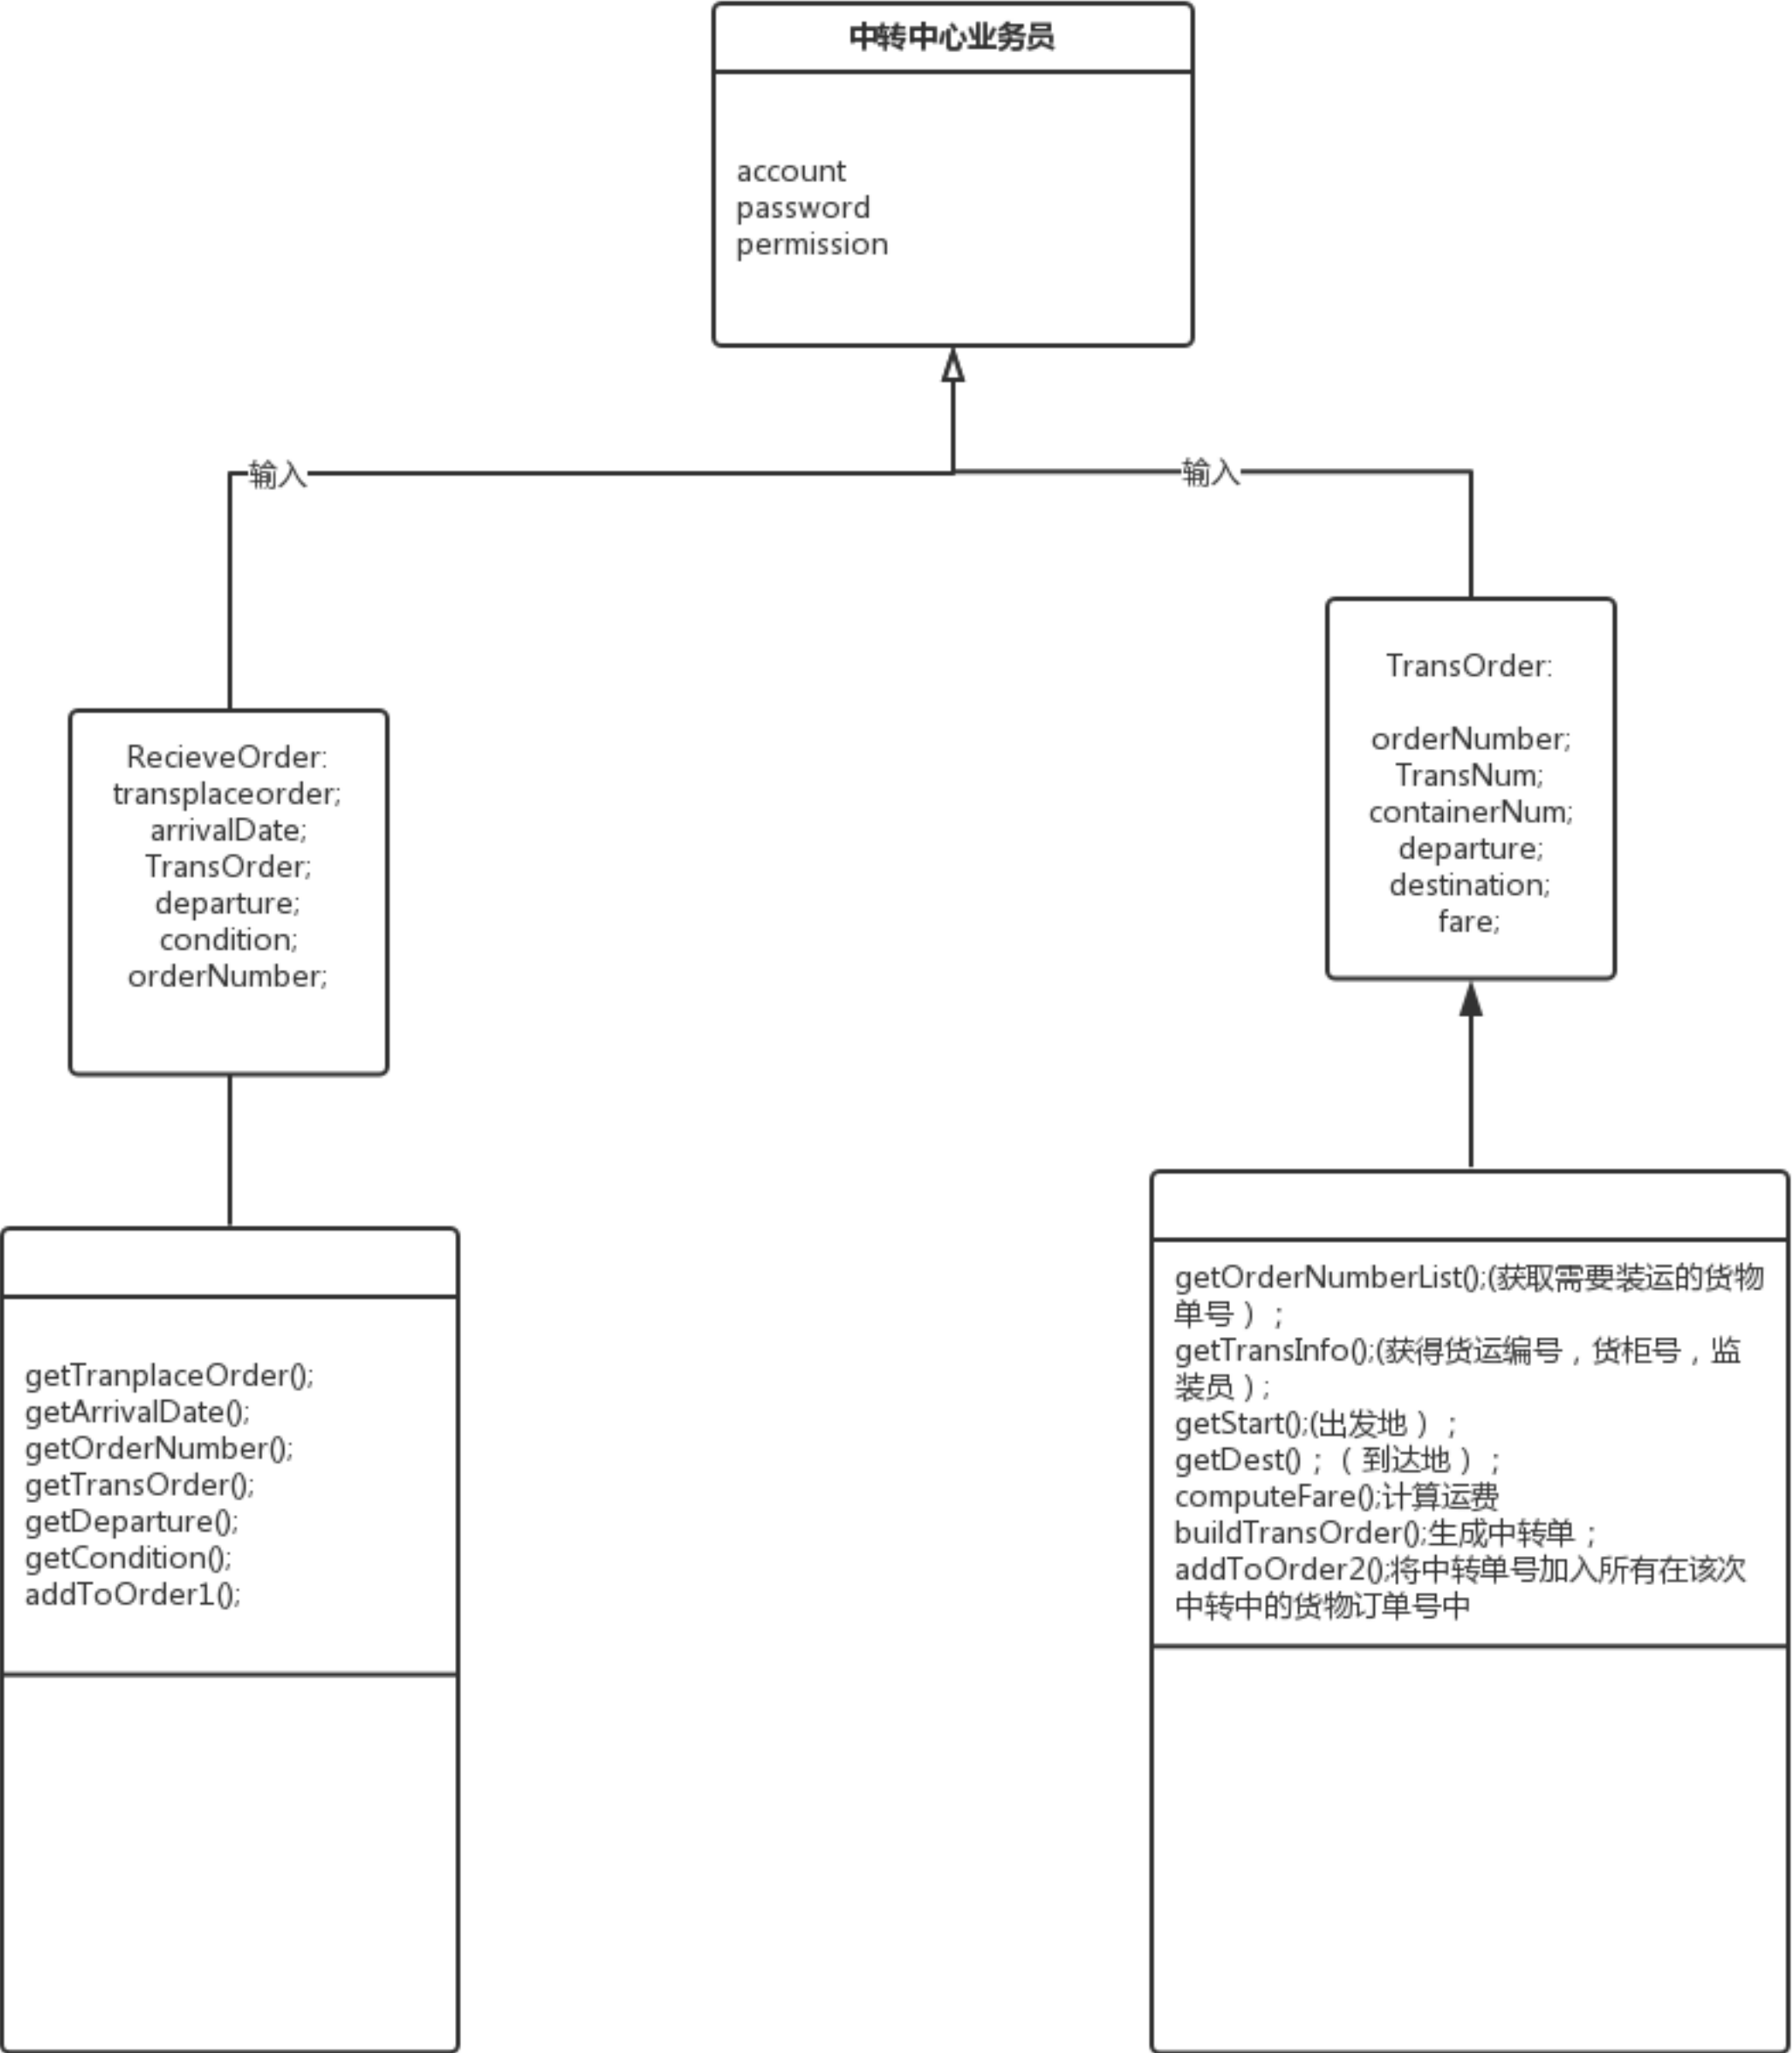 中转中心业务员
account
password
permission
输入
输入
RecieveOrder:
transplaceorder;
arrivalDate;
TransOrder;
departure;
condition;
orderNumber;
TransOrder:
orderNumber;
TransNum;
containerNum;
departure;
destination;
fare;
getTranplaceOrder();
getArrivalDate();
getOrderNumber();
getTransOrder();
getDeparture();
getCondition();
addToOrder1();
getOrderNumberList();(获取需要装运的货物
单号）；
getTransInfo();(获得货运编号，货柜号，监
装员）;
getStart();(出发地）；
getDest()；（到达地）；
computeFare();计算运费
buildTransOrder();生成中转单；
addToOrder2();将中转单号加入所有在该次
中转中的货物订单号中